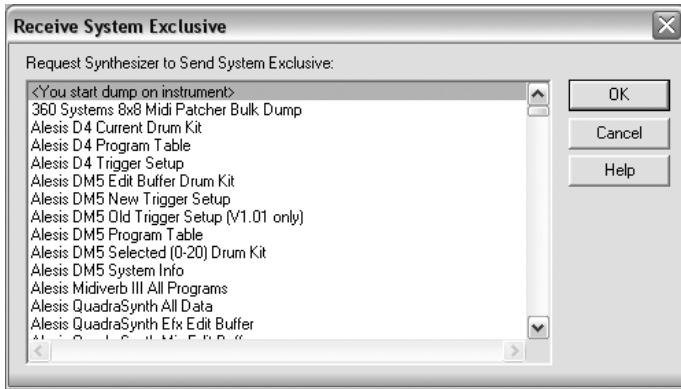 Receive System Exclusive
Request Synthesizer to Send System Exclusive:
<You start dump on instrument>
360 Systems 8x8 Midi Patcher Bulk Dump
Alesis D4 Current Drum Kit
Alesis D4 Program Table
Alesis D4 Trigger Setup
Alesis DM5 Edit Buffer Drum Kit
Alesis DM5 New Trigger Setup
Alesis DM5 Old Trigger Setup (V1.01 only)
Alesis DM5 Program Table
Alesis DM5 Selected (0-20) Drum Kit
Alesis DM5 System Info
Alesis Midiverb III All Programs
Alesis QuadraSynth All Data
Alesis QuadraSynth Efx Edit Buffer
OK
Cancel
Help